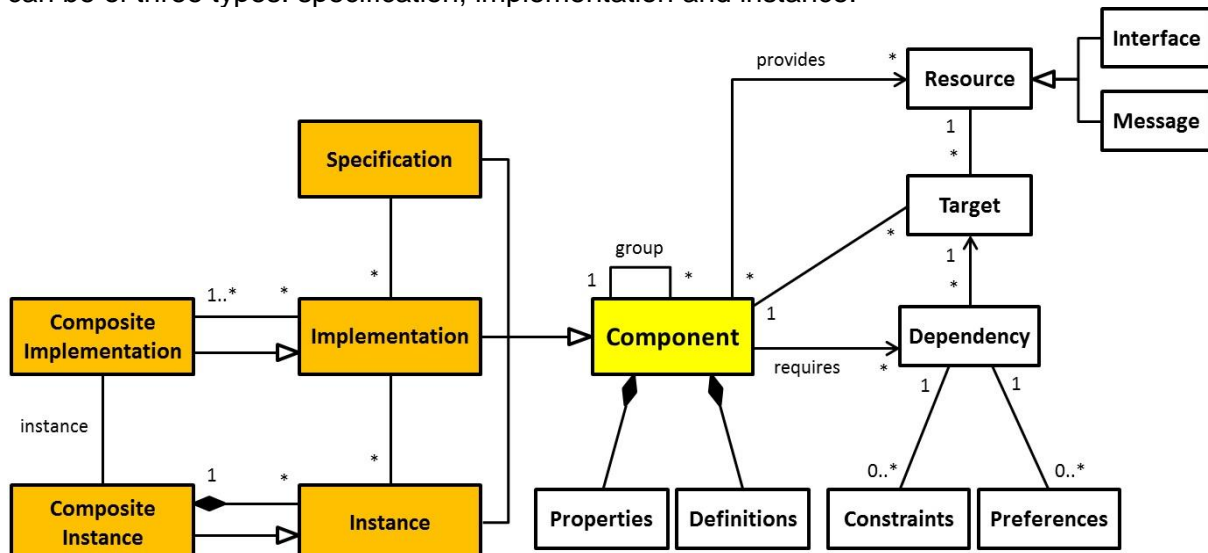 can be of three types: specification, implementation and instance.
Interface
provides
*
Resource
Message
1
*
Specification
Target
group
*
1
1
*
*
*
*
1..*
*
1
*
Composite
Implementation
Implementation
Component
Dependency
requires
*
1
1
instance
*
1
*
0..*
0..*
Composite
Instance
Instance
Properties
Definitions
Constraints
Preferences